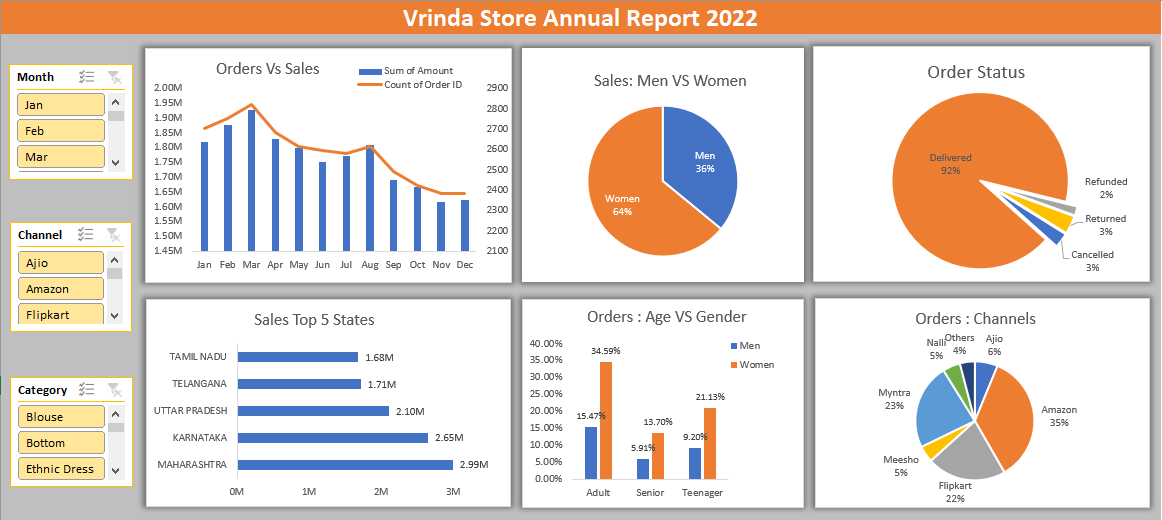 Vrinda Store Annual Report 2022
Month
Jan
Feb
Mar
Channel
Ajio
Amazon
Flipkart
Category
Blouse
Bottom
Ethnic Dress
Orders Vs Sales
Sum of Amount
Count of Order ID
2.00M
1.95M
1.90M
1.85M
1.80M
1.75M
1.70M
1.65M
1.60M
1.55M
1.50M
1.45M
2900
2800
2700
2600
2500
2400
2300
2200
2100
Jan Feb Mar Apr May Jun Jul Aug Sep Oct Nov Dec
Sales: Men VS Women
Men
36%
Women
64%
Order Status
Delivered
92%
Refunded
2%
Returned
3%
Cancelled
3%
Sales Top 5 States
TAMIL NADU 1.68M
TELANGANA 1.71M
UTTAR PRADESH 2.10M
KARNATAKA 2.65M
MAHARASHTRA 2.99M
0M 1M 2M 3M
Orders : Age VS Gender
Men
Women
40.00%
35.00%
30.00%
25.00%
20.00%
15.00%
10.00%
5.00%
0.00%
15.47% 34.59%
5.91% 13.70%
9.20% 21.13%
Adult Senior Teenager
Orders : Channels
Others
4%
Ajio
6%
Nalli
5%
Myntra
23%
Amazon
35%
Meesho
5%
Flipkart
22%